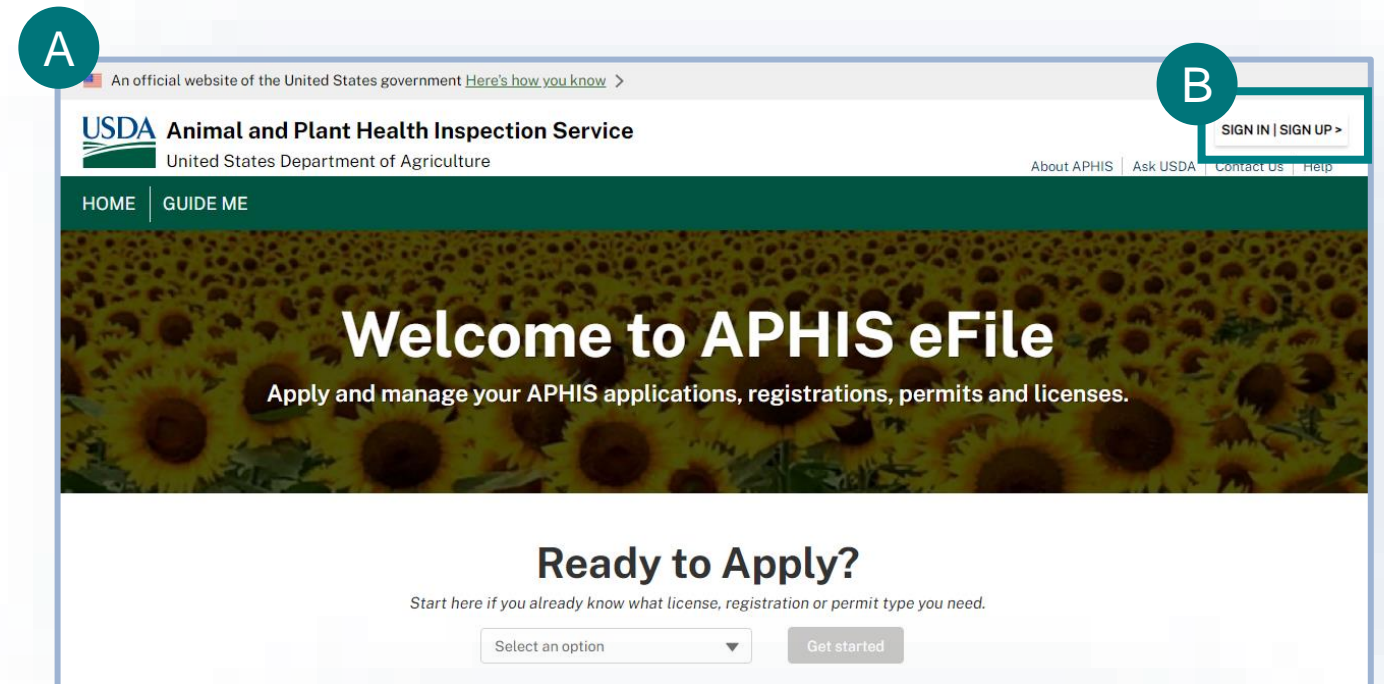 A
An official website of the United States government Here's how you know >
B
USDA Animal and Plant Health Inspection Service
SIGN IN | SIGN UP >
United States Department of Agriculture
About APHIS | Ask USDA | Contact Us | Help
HOME | GUIDE ME
Welcome to APHIS eFile
Apply and manage your APHIS applications, registrations, permits and licenses.
Ready to Apply?
Start here if you already know what license, registration or permit type you need.
Select an option
Get started